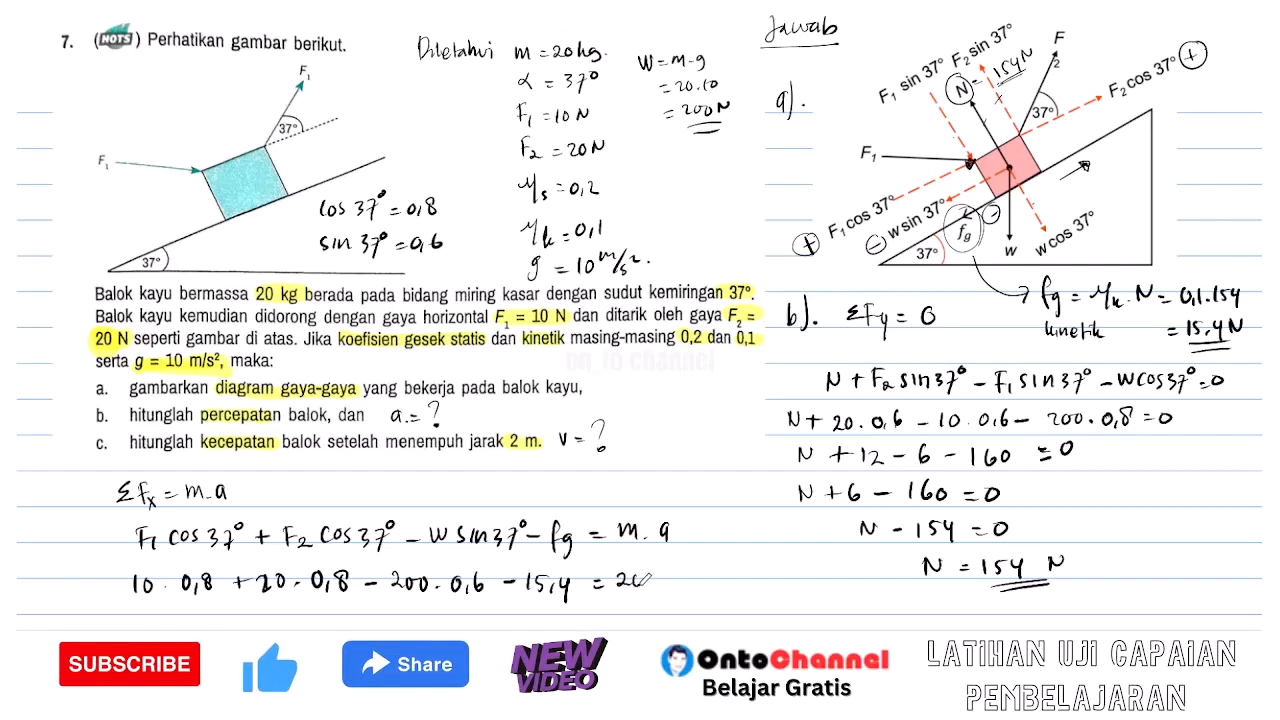 7. (NOTS) Perhatikan gambar berikut.
F₁
37°
F₁
37°
cos 37° = 0,8
sin 37° = 0,6
Diketahui m = 20 kg.
α = 37°
F₁ = 10 N
F₂ = 20 N
μs = 0,2
μk = 0,1
g = 10 m/s².
W = m.g
= 20.10
= 200 N
Balok kayu bermassa 20 kg berada pada bidang miring kasar dengan sudut kemiringan 37°.
Balok kayu kemudian didorong dengan gaya horizontal F₁ = 10 N dan ditarik oleh gaya F₂ =
20 N seperti gambar di atas. Jika koefisien gesek statis dan kinetik masing-masing 0,2 dan 0,1
serta g = 10 m/s², maka:
a. gambarkan diagram gaya-gaya yang bekerja pada balok kayu,
b. hitunglah percepatan balok, dan a = ?
c. hitunglah kecepatan balok setelah menempuh jarak 2 m. v = ?
ΣFx = m.a
F₁ cos 37° + F₂ cos 37° - W sin 37° - fg = m.a
10. 0,8 + 20. 0,8 - 200. 0,6 - 15,4 = 20
Jawab
a).
F₁ sin 37°
F₂ sin 37°
N = 154 N
F₂
37°
F₂ cos 37° +
F₁
+ F₁ cos 37°
- w sin 37°
fg -
w
w cos 37°
37°
fg = μk . N = 0,1.154
kinetik = 15,4 N
b). ΣFy = 0
N + F₂ sin 37° - F₁ sin 37° - W cos 37° = 0
N + 20. 0,6 - 10. 0,6 - 200. 0,8 = 0
N + 12 - 6 - 160 = 0
N + 6 - 160 = 0
N - 154 = 0
N = 154 N
SUBSCRIBE
Share
NEW
VIDEO
OntoChannel
Belajar Gratis
LATIHAN UJI CAPAIAN
PEMBELAJARAN